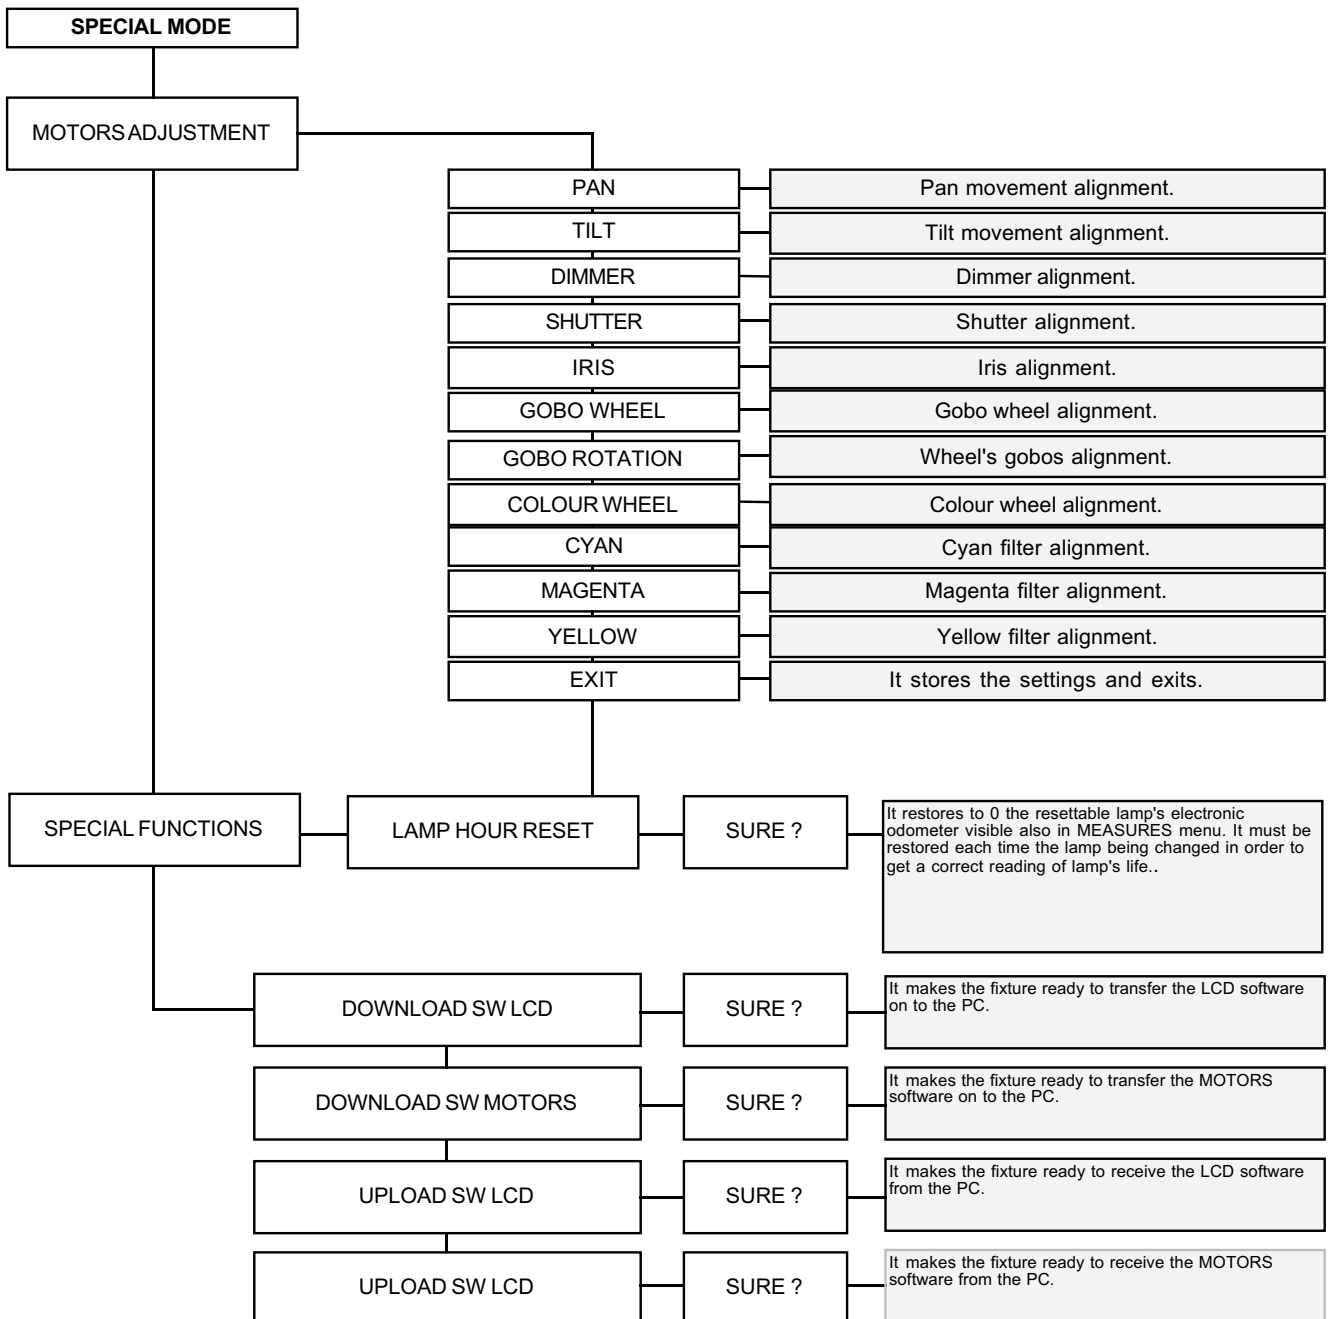 SPECIAL MODE
MOTORS ADJUSTMENT
PAN
Pan movement alignment.
TILT
Tilt movement alignment.
DIMMER
Dimmer alignment.
SHUTTER
Shutter alignment.
IRIS
Iris alignment.
GOBO WHEEL
Gobo wheel alignment.
GOBO ROTATION
Wheel's gobos alignment.
COLOUR WHEEL
Colour wheel alignment.
CYAN
Cyan filter alignment.
MAGENTA
Magenta filter alignment.
YELLOW
Yellow filter alignment.
EXIT
It stores the settings and exits.
SPECIAL FUNCTIONS
LAMP HOUR RESET
SURE ?
It restores to 0 the resettable lamp's electronic
odometer visible also in MEASURES menu. It must be
restored each time the lamp being changed in order to
get a correct reading of lamp's life..
DOWNLOAD SW LCD
SURE ?
It makes the fixture ready to transfer the LCD software
on to the PC.
DOWNLOAD SW MOTORS
SURE ?
It makes the fixture ready to transfer the MOTORS
software on to the PC.
UPLOAD SW LCD
SURE ?
It makes the fixture ready to receive the LCD software
from the PC.
UPLOAD SW LCD
SURE ?
It makes the fixture ready to receive the MOTORS
software from the PC.